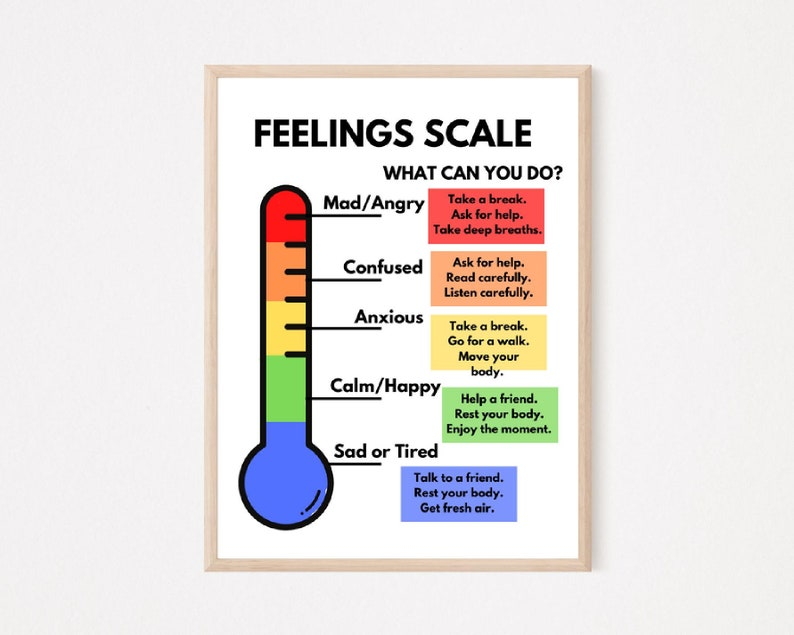 FEELINGS SCALE
WHAT CAN YOU DO?
Mad/Angry
Take a break.
Ask for help.
Take deep breaths.
Confused
Ask for help.
Read carefully.
Listen carefully.
Anxious
Take a break.
Go for a walk.
Move your
body.
Calm/Happy
Help a friend.
Rest your body.
Enjoy the moment.
Sad or Tired
Talk to a friend.
Rest your body.
Get fresh air.